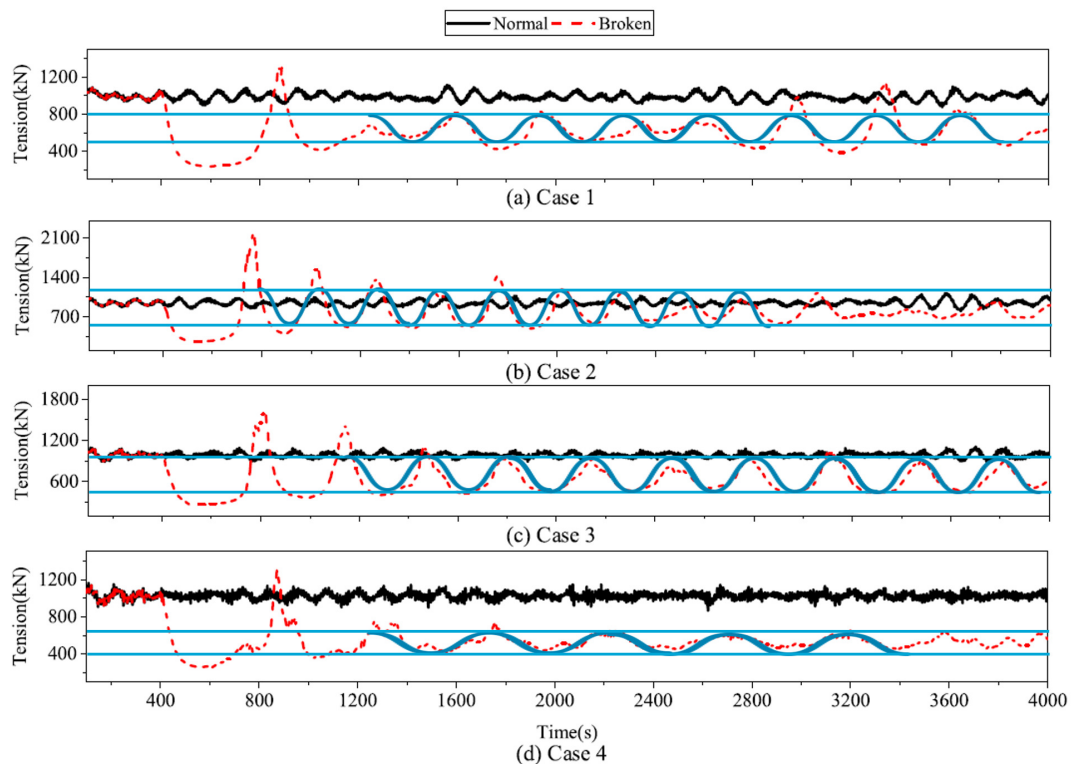 Normal Broken
Tension(kN)
1200
800
400
(a) Case 1
Tension(kN)
2100
1400
700
(b) Case 2
Tension(kN)
1800
1200
600
(c) Case 3
Tension(kN)
1200
800
400
400 800 1200 1600 2000 2400 2800 3200 3600 4000
Time(s)
(d) Case 4